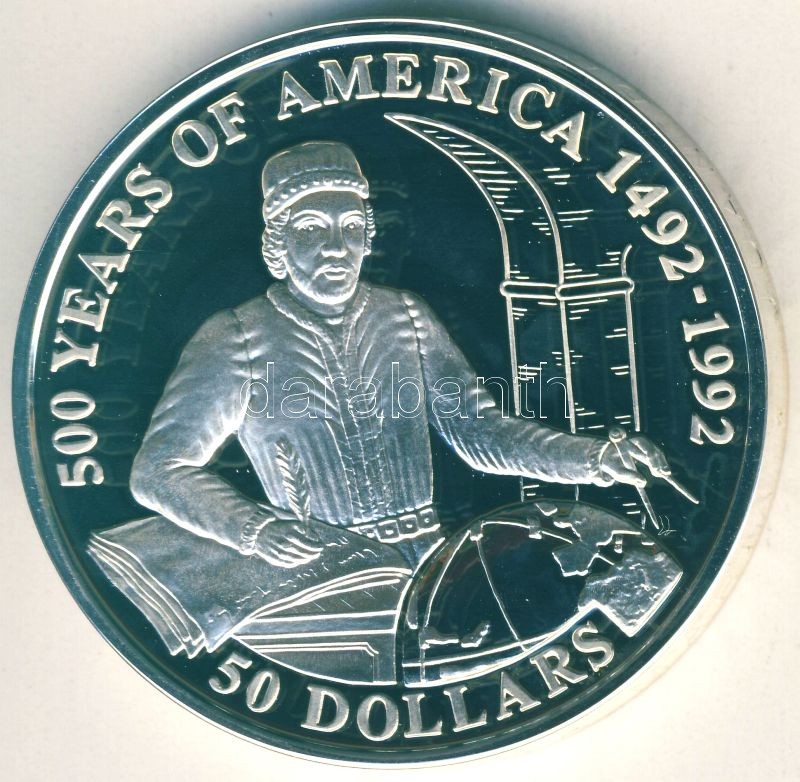 500 YEARS OF AMERICA 1492-1992
darabanth
50 DOLLARS